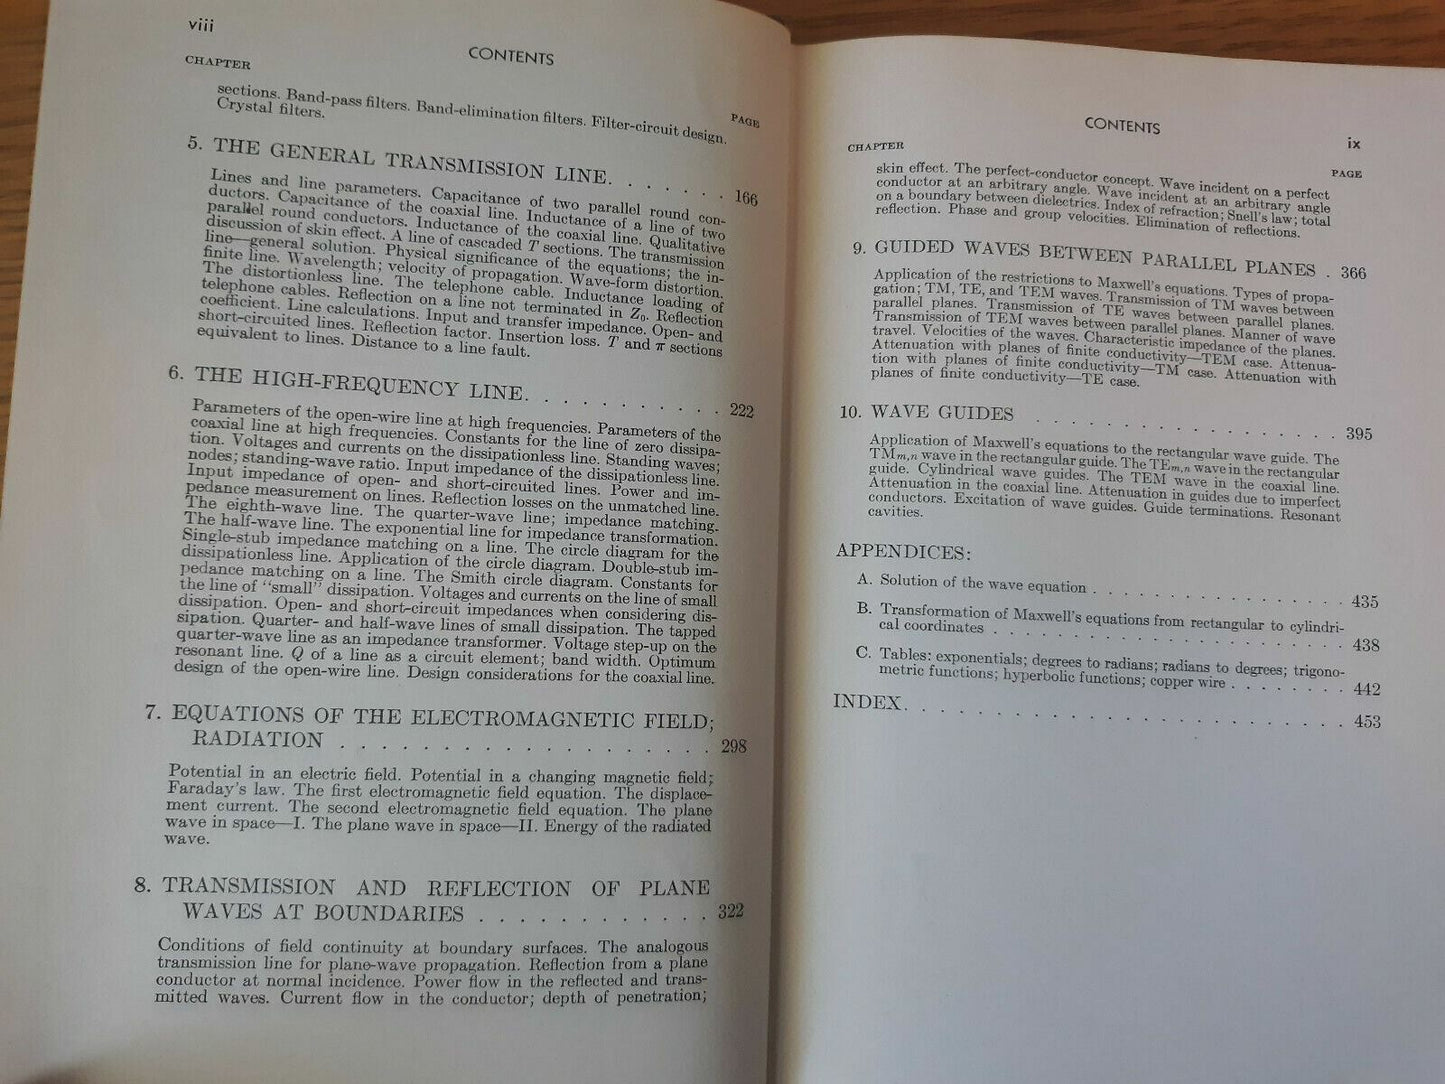 viii
CONTENTS
CHAPTER
PAGE
sections. Band-pass filters. Band-elimination filters. Filter-circuit design.
Crystal filters.
5. THE GENERAL TRANSMISSION LINE. . . . . . . 166
Lines and line parameters. Capacitance of two parallel round con-
ductors. Capacitance of the coaxial line. Inductance of a line of two
parallel round conductors. Inductance of the coaxial line. Qualitative
discussion of skin effect. A line of cascaded T sections. The transmission
line—general solution. Physical significance of the equations; the in-
finite line. Wavelength; velocity of propagation. Wave-form distortion.
The distortionless line. The telephone cable. Inductance loading of
telephone cables. Reflection on a line not terminated in Z0. Reflection
coefficient. Line calculations. Input and transfer impedance. Open- and
short-circuited lines. Reflection factor. Insertion loss. T and π sections
equivalent to lines. Distance to a line fault.
6. THE HIGH-FREQUENCY LINE. . . . . . . . . . . 222
Parameters of the open-wire line at high frequencies. Parameters of the
coaxial line at high frequencies. Constants for the line of zero dissipa-
tion. Voltages and currents on the dissipationless line. Standing waves;
nodes; standing-wave ratio. Input impedance of the dissipationless line.
Input impedance of open- and short-circuited lines. Power and im-
pedance measurement on lines. Reflection losses on the unmatched line.
The eighth-wave line. The quarter-wave line; impedance matching.
The half-wave line. The exponential line for impedance transformation.
Single-stub impedance matching on a line. The circle diagram for the
dissipationless line. Application of the circle diagram. Double-stub im-
pedance matching on a line. The Smith circle diagram. Constants for
the line of "small" dissipation. Voltages and currents on the line of small
dissipation. Open- and short-circuit impedances when considering dis-
sipation. Quarter- and half-wave lines of small dissipation. The tapped
quarter-wave line as an impedance transformer. Voltage step-up on the
resonant line. Q of a line as a circuit element; band width. Optimum
design of the open-wire line. Design considerations for the coaxial line.
7. EQUATIONS OF THE ELECTROMAGNETIC FIELD;
RADIATION . . . . . . . . . . . . . . . . . . . . 298
Potential in an electric field. Potential in a changing magnetic field;
Faraday's law. The first electromagnetic field equation. The displace-
ment current. The second electromagnetic field equation. The plane
wave in space—I. The plane wave in space—II. Energy of the radiated
wave.
8. TRANSMISSION AND REFLECTION OF PLANE
WAVES AT BOUNDARIES . . . . . . . . . . . . 322
Conditions of field continuity at boundary surfaces. The analogous
transmission line for plane-wave propagation. Reflection from a plane
conductor at normal incidence. Power flow in the reflected and trans-
mitted waves. Current flow in the conductor; depth of penetration;
CONTENTS
ix
CHAPTER
PAGE
skin effect. The perfect-conductor concept. Wave incident on a perfect
conductor at an arbitrary angle. Wave incident at an arbitrary angle
on a boundary between dielectrics. Index of refraction; Snell's law; total
reflection. Phase and group velocities. Elimination of reflections.
9. GUIDED WAVES BETWEEN PARALLEL PLANES . 366
Application of the restrictions to Maxwell's equations. Types of propa-
gation; TM, TE, and TEM waves. Transmission of TM waves between
parallel planes. Transmission of TE waves between parallel planes.
Transmission of TEM waves between parallel planes. Manner of wave
travel. Velocities of the waves. Characteristic impedance of the planes.
Attenuation with planes of finite conductivity—TEM case. Attenua-
tion with planes of finite conductivity—TM case. Attenuation with
planes of finite conductivity—TE case.
10. WAVE GUIDES . . . . . . . . . . . . . . . . . 395
Application of Maxwell's equations to the rectangular wave guide. The
TMm,n wave in the rectangular guide. The TEm,n wave in the rectangular
guide. Cylindrical wave guides. The TEM wave in the coaxial line.
Attenuation in the coaxial line. Attenuation in guides due to imperfect
conductors. Excitation of wave guides. Guide terminations. Resonant
cavities.
APPENDICES:
A. Solution of the wave equation . . . . . . . . . . . . . . 435
B. Transformation of Maxwell's equations from rectangular to cylindri-
cal coordinates . . . . . . . . . . . . . . . . . . . 438
C. Tables: exponentials; degrees to radians; radians to degrees; trigono-
metric functions; hyperbolic functions; copper wire . . . . . . . . 442
INDEX. . . . . . . . . . . . . . . . . . . . . . . 453